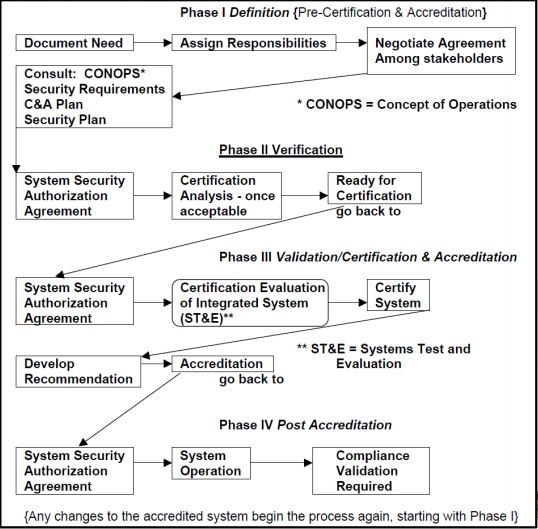 Phase I Definition {Pre-Certification & Accreditation}
Document Need
Assign Responsibilities
Negotiate Agreement
Among stakeholders
Consult: CONOPS*
Security Requirements
C&A Plan
Security Plan
* CONOPS = Concept of Operations
Phase II Verification
System Security
Authorization
Agreement
Certification
Analysis - once
acceptable
Ready for
Certification
go back to
Phase III Validation/Certification & Accreditation
System Security
Authorization
Agreement
Certification Evaluation
of Integrated System
(ST&E)**
Certify
System
** ST&E = Systems Test and
Evaluation
Develop
Recommendation
Accreditation
go back to
Phase IV Post Accreditation
System Security
Authorization
Agreement
System
Operation
Compliance
Validation
Required
{Any changes to the accredited system begin the process again, starting with Phase I}